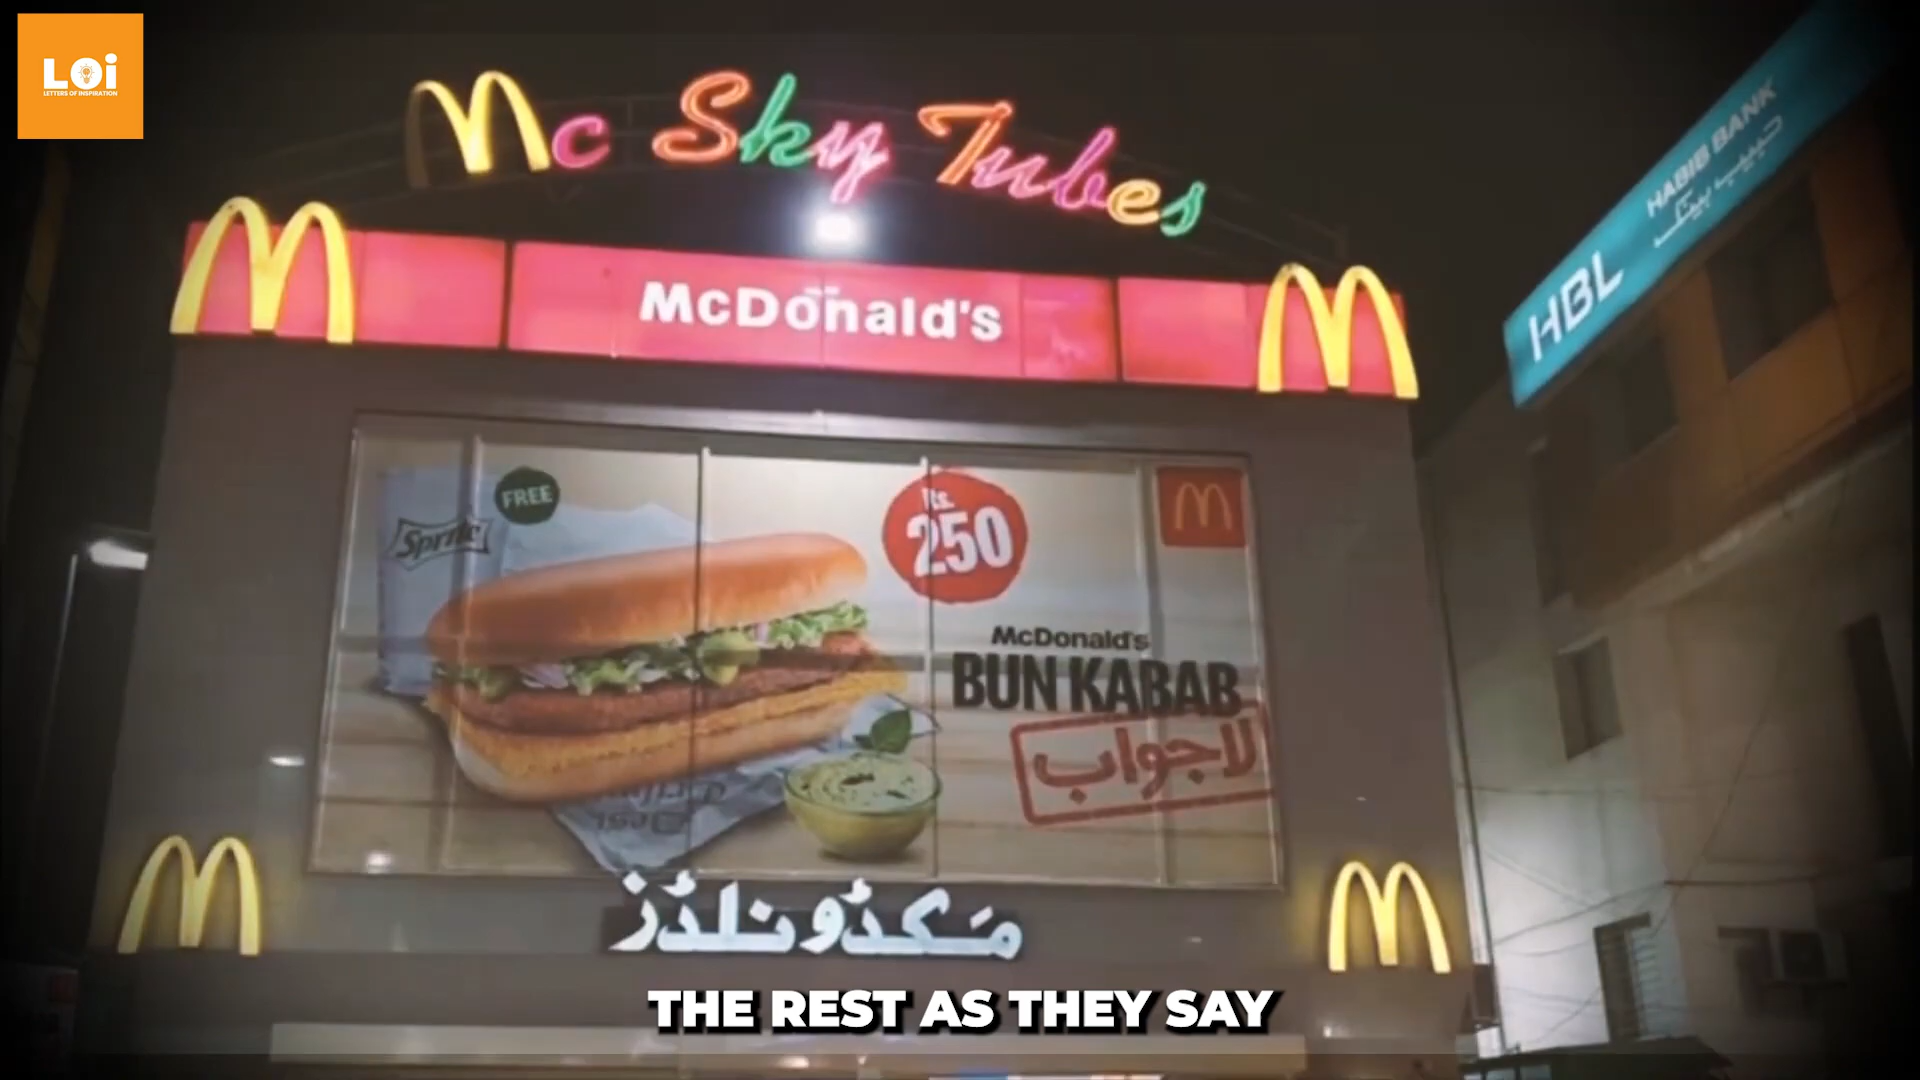 LOi
LETTERS OF INSPIRATION
Mc Sky Tubes
McDonald's
HBL
HABIB BANK
حبیب بینک
FREE
Sprite
Rs.
250
McDonald's
BUN KABAB
لاجواب
مکڈونلڈز
THE REST AS THEY SAY